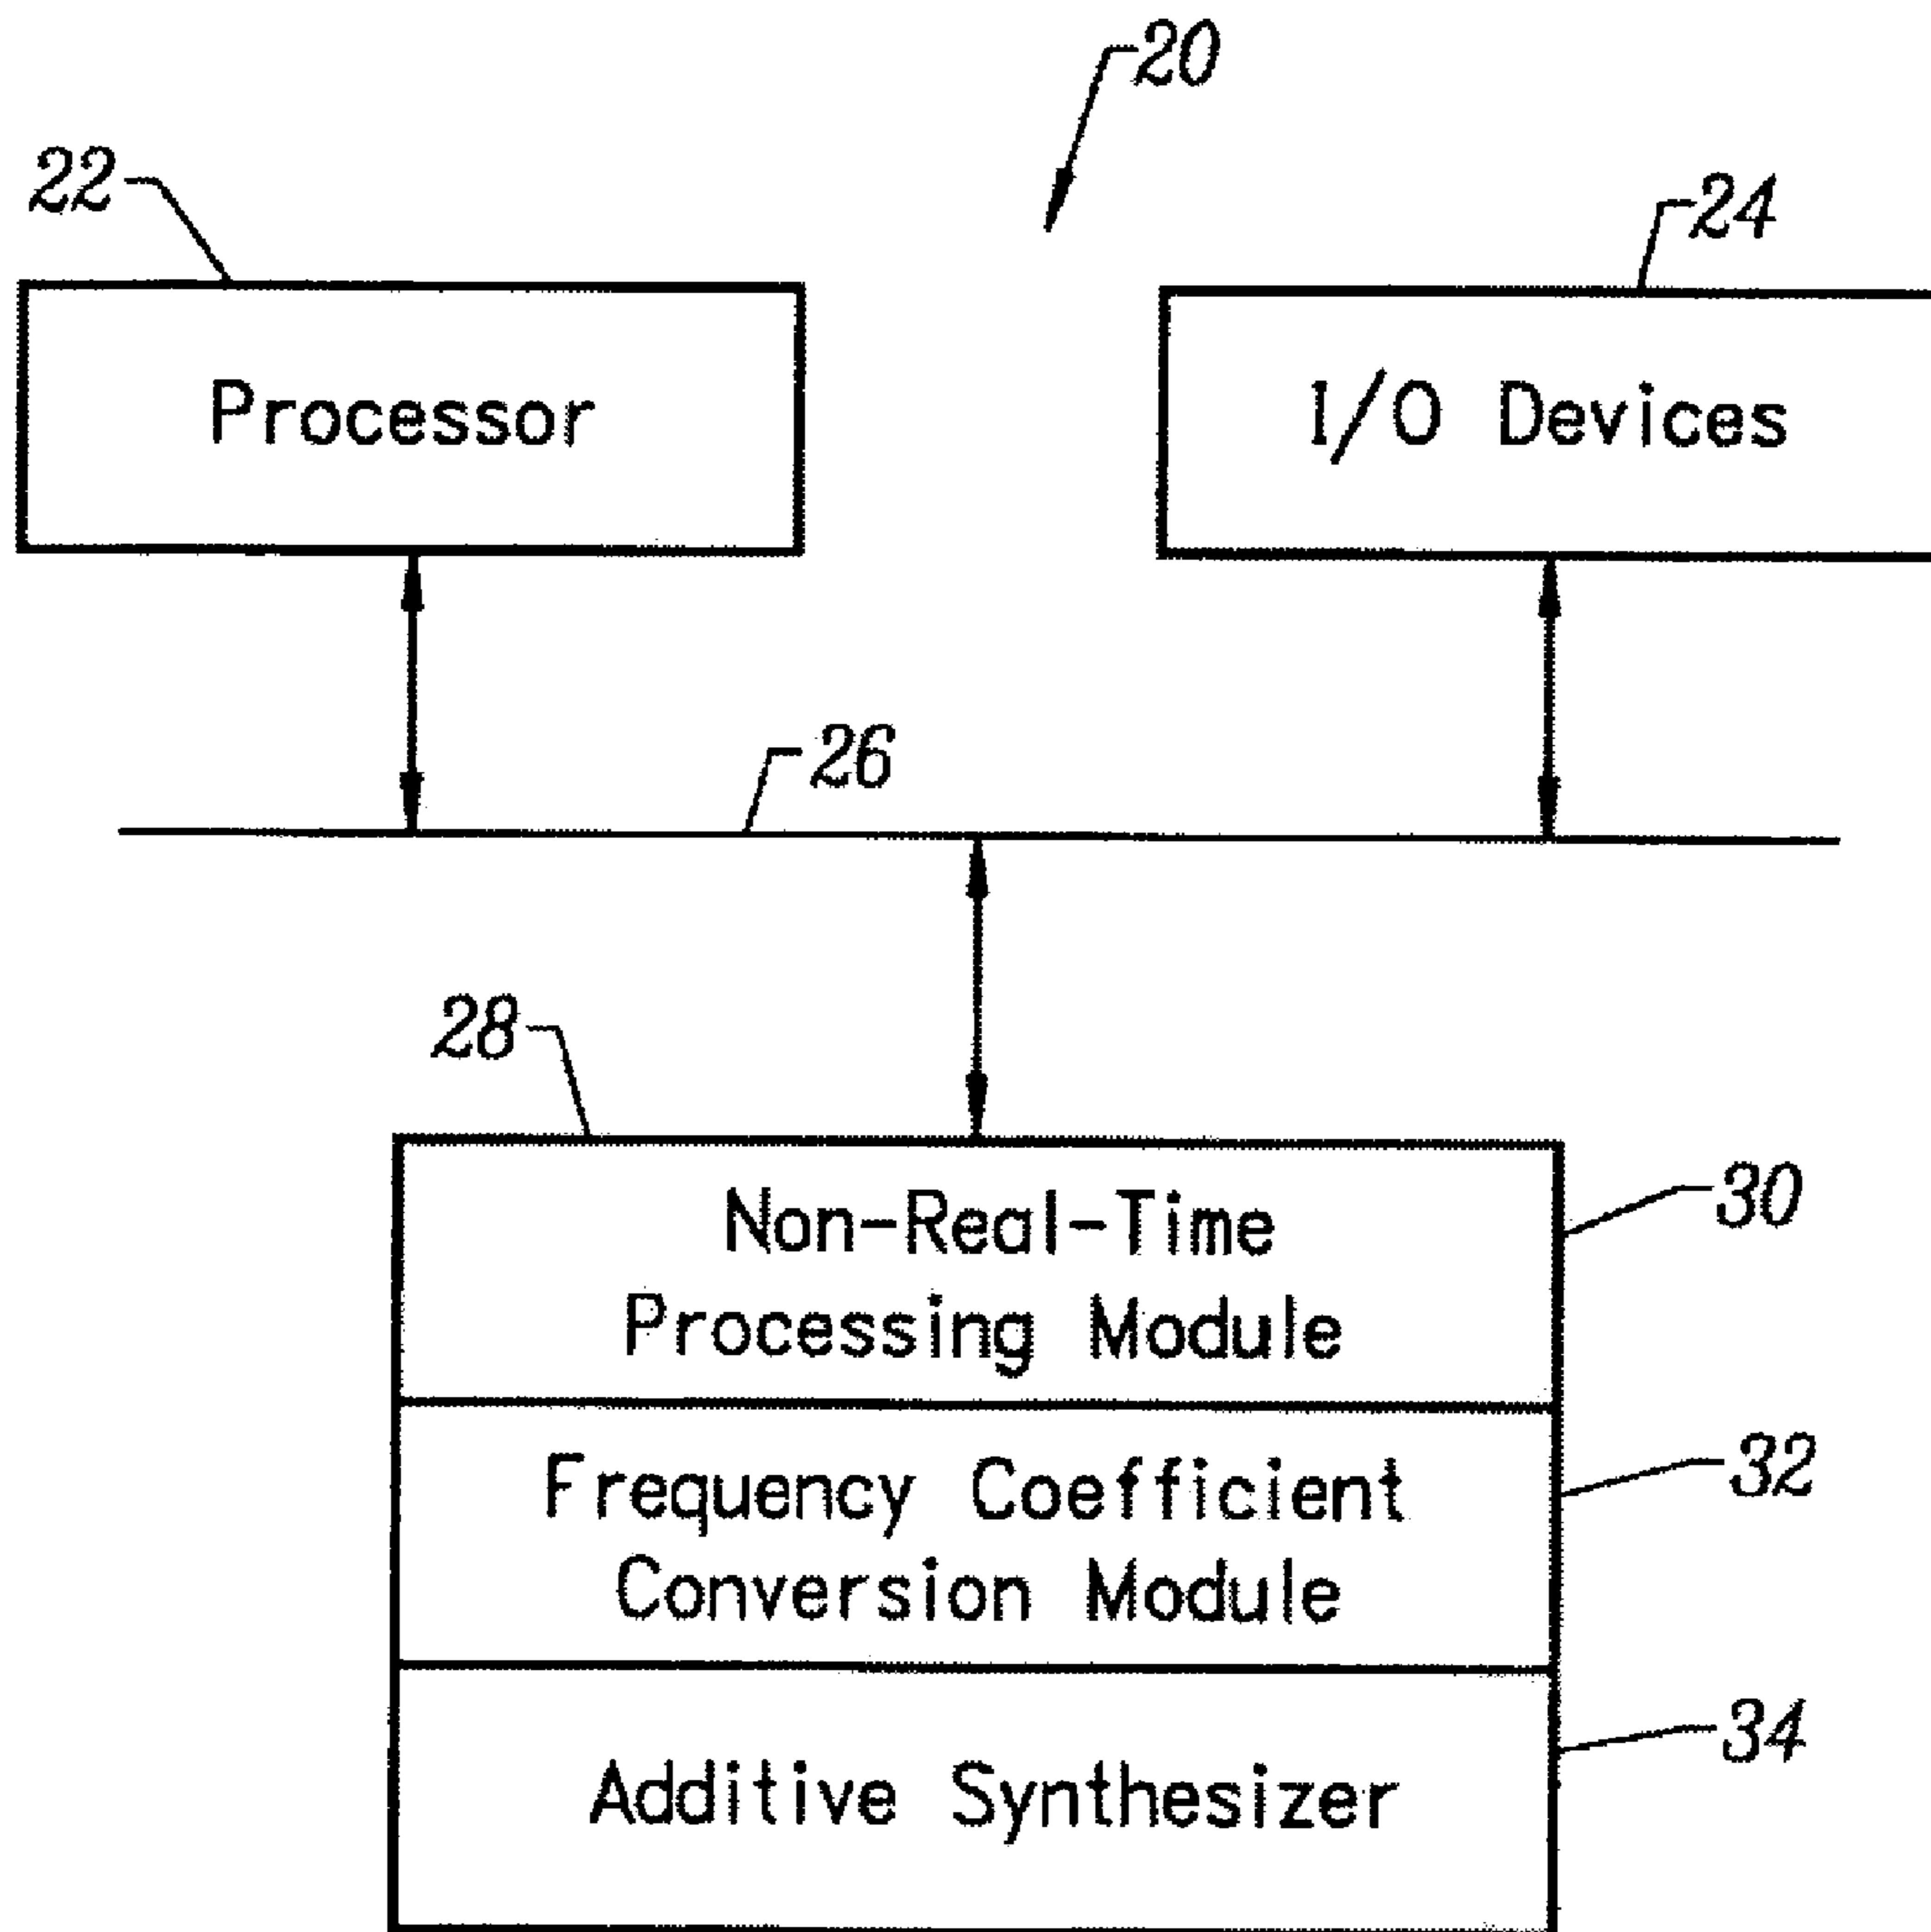 20
22
24
Processor
I/O Devices
26
28
Non-Real-Time
Processing Module
30
Frequency Coefficient
Conversion Module
32
Additive Synthesizer
34